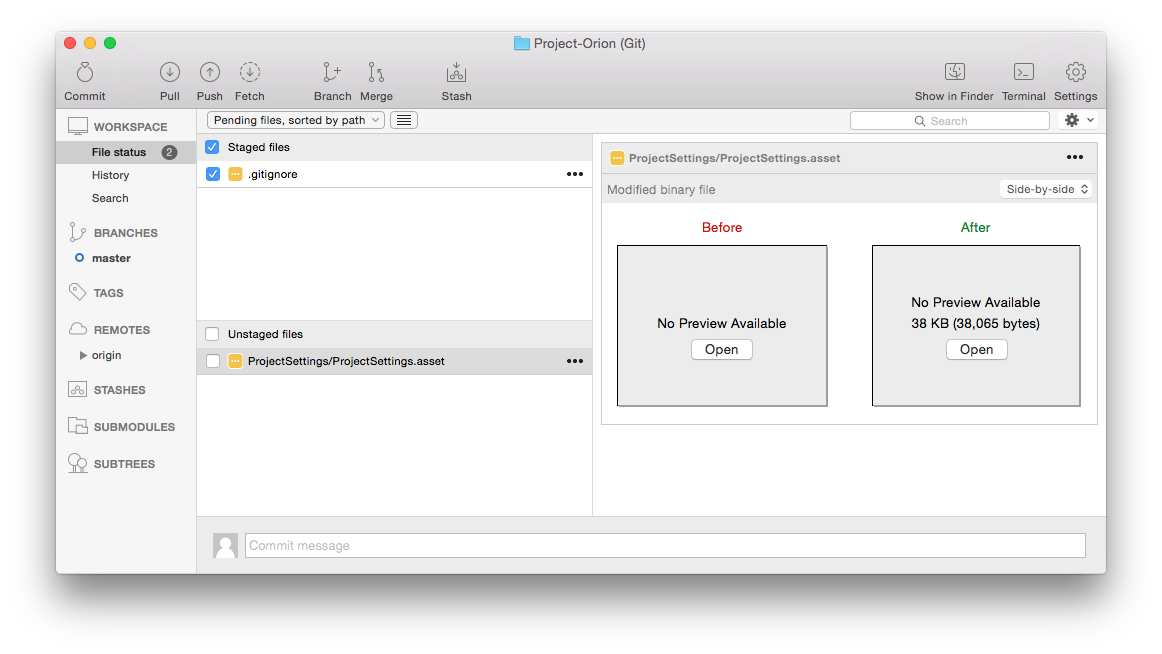 Project-Orion (Git)
Commit
Pull
Push
Fetch
Branch
Merge
Stash
Show in Finder
Terminal
Settings
WORKSPACE
File status 2
History
Search
BRANCHES
master
TAGS
REMOTES
origin
STASHES
SUBMODULES
SUBTREES
Pending files, sorted by path
Search
Staged files
.gitignore
Unstaged files
ProjectSettings/ProjectSettings.asset
ProjectSettings/ProjectSettings.asset
Modified binary file
Side-by-side
Before
No Preview Available
Open
After
No Preview Available
38 KB (38,065 bytes)
Open
Commit message